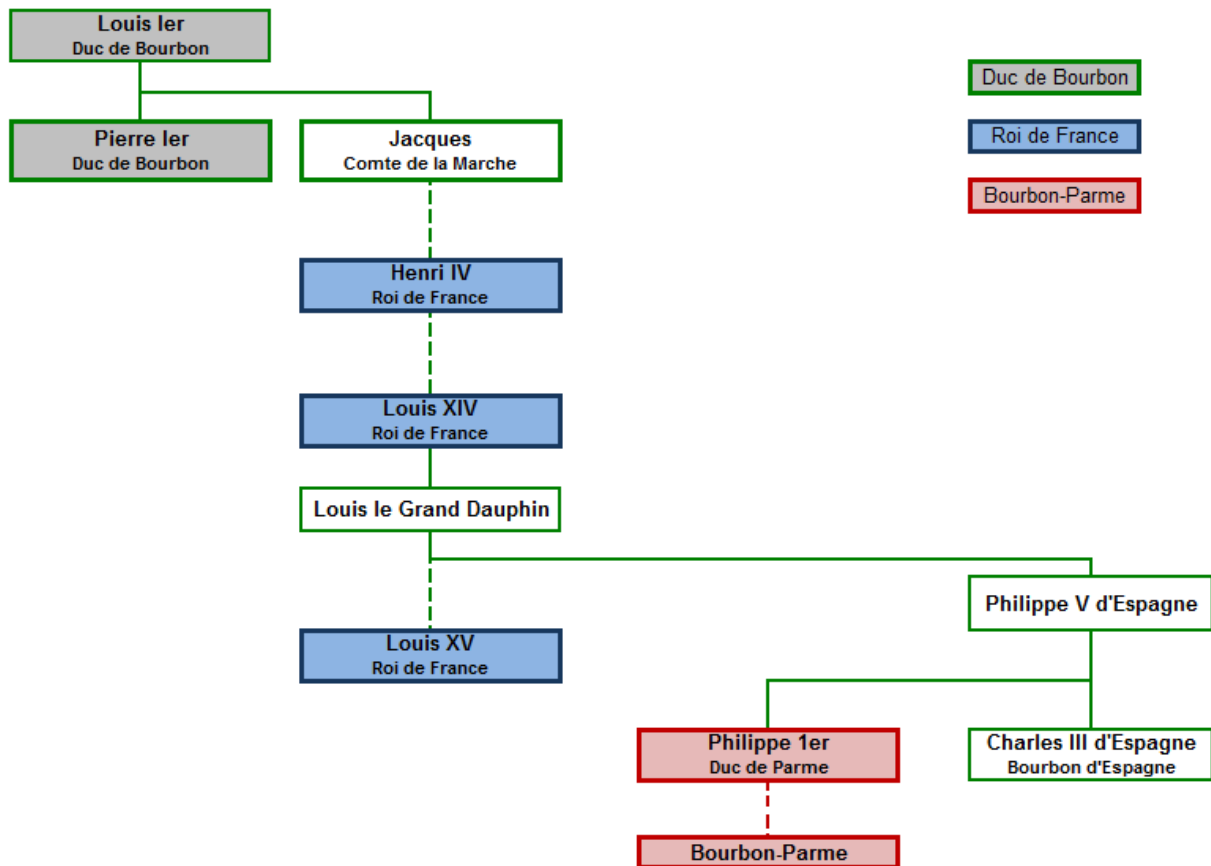 Louis Ier
Duc de Bourbon
Duc de Bourbon
Pierre Ier
Duc de Bourbon
Jacques
Comte de la Marche
Roi de France
Bourbon-Parme
Henri IV
Roi de France
Louis XIV
Roi de France
Louis le Grand Dauphin
Philippe V d'Espagne
Louis XV
Roi de France
Philippe 1er
Duc de Parme
Charles III d'Espagne
Bourbon d'Espagne
Bourbon-Parme